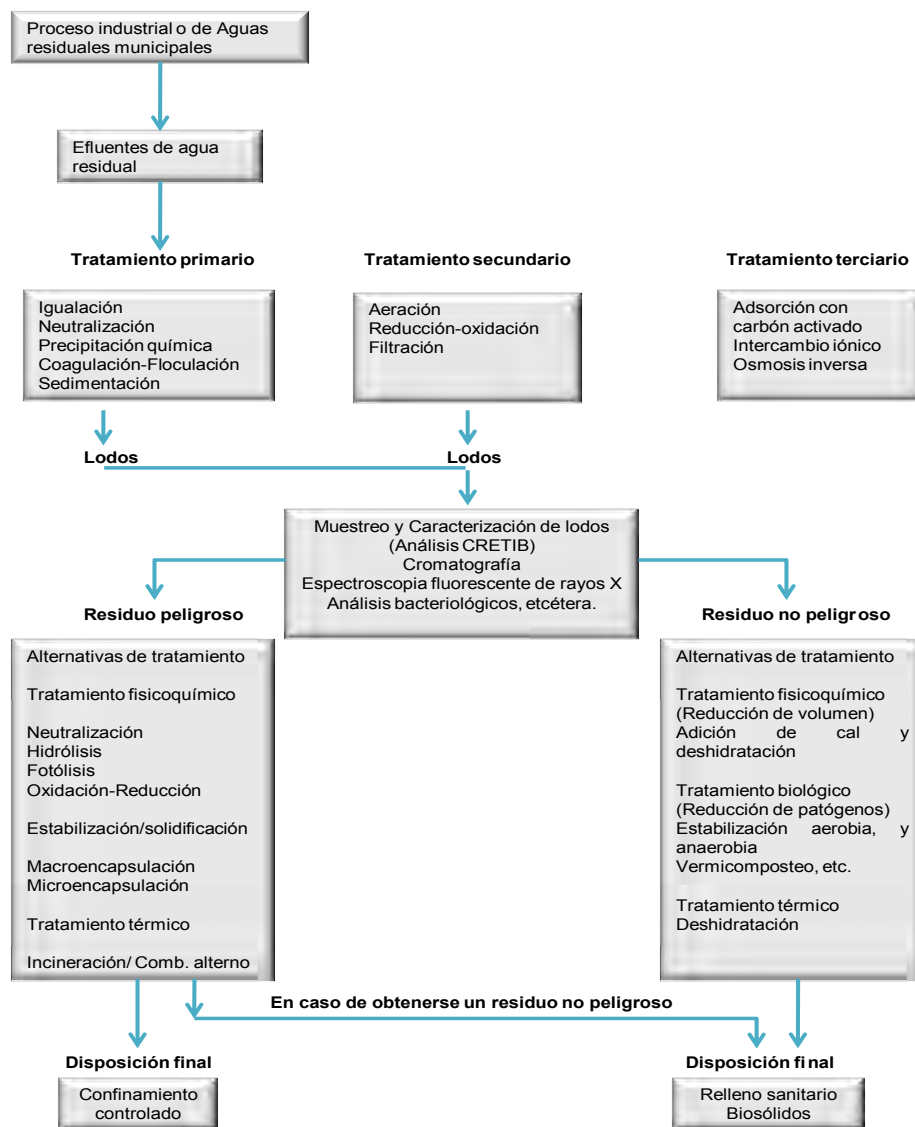 Proceso industrial o de Aguas
residuales municipales
Efluentes de agua
residual
Tratamiento primario
Igualación
Neutralización
Precipitación química
Coagulación-Floculación
Sedimentación
Tratamiento secundario
Aeración
Reducción-oxidación
Filtración
Tratamiento terciario
Adsorción con
carbón activado
Intercambio iónico
Osmosis inversa
Lodos
Lodos
Muestreo y Caracterización de lodos
(Análisis CRETIB)
Cromatografía
Espectroscopia fluorescente de rayos X
Análisis bacteriológicos, etcétera.
Residuo peligroso
Alternativas de tratamiento
Tratamiento fisicoquímico
Neutralización
Hidrólisis
Fotólisis
Oxidación-Reducción
Estabilización/solidificación
Macroencapsulación
Microencapsulación
Tratamiento térmico
Incineración/ Comb. alterno
Residuo no peligroso
Alternativas de tratamiento
Tratamiento fisicoquímico
(Reducción de volumen)
Adición de cal y
deshidratación
Tratamiento biológico
(Reducción de patógenos)
Estabilización aerobia, y
anaerobia
Vermicomposteo, etc.
Tratamiento térmico
Deshidratación
En caso de obtenerse un residuo no peligroso
Disposición final
Confinamiento
controlado
Disposición final
Relleno sanitario
Biosólidos